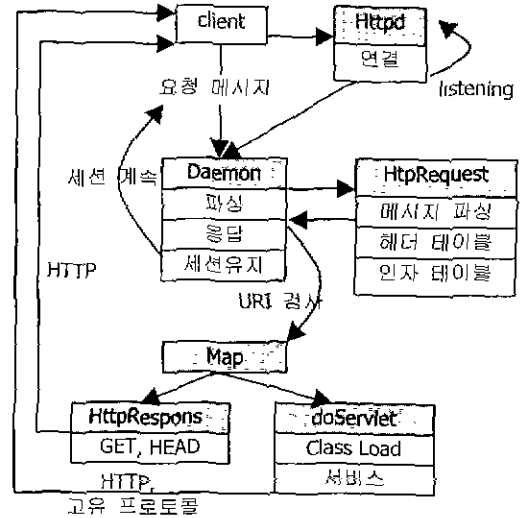 client
Httpd
연결
listening
요청 메시지
세션 계속
Daemon
파싱
응답
세션유지
HtpRequest
메시지 파싱
헤더 테이블
인자 테이블
HTTP
URI 검사
Map
HttpRespons
GET, HEAD
doServlet
Class Load
서비스
HTTP,
고유 프로토콜